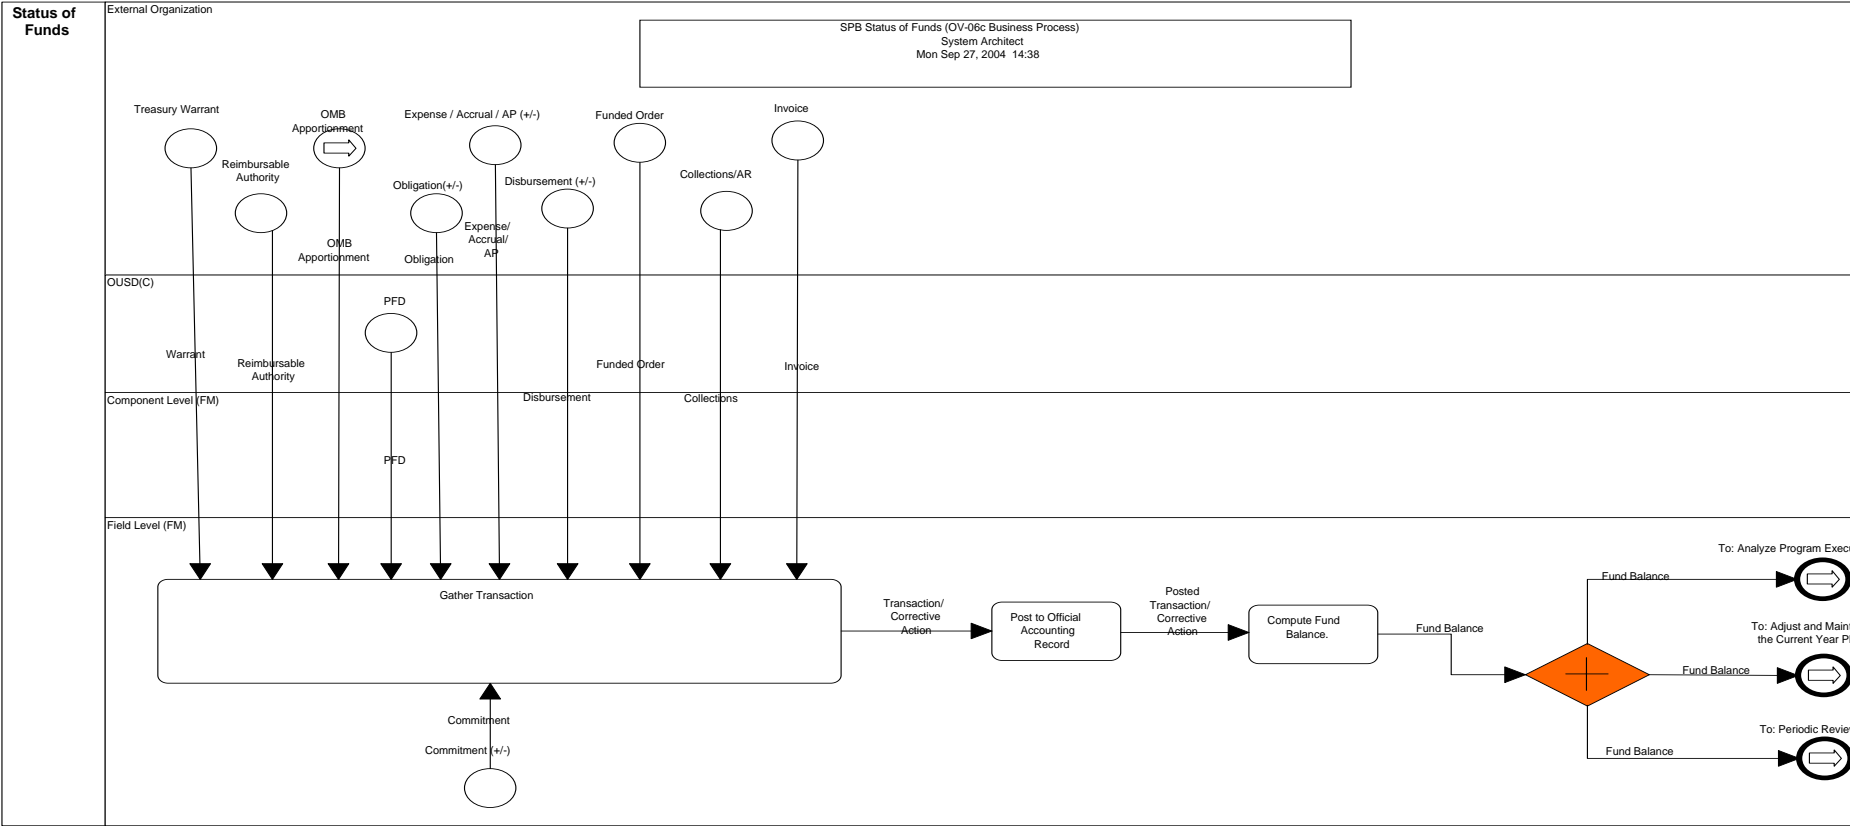 Status of
Funds
External Organization
SPB Status of Funds (OV-06c Business Process)
System Architect
Mon Sep 27, 2004 14:38
Treasury Warrant
OMB
Apportionment
Expense / Accrual / AP (+/-)
Funded Order
Invoice
Reimbursable
Authority
Obligation(+/-)
Disbursement (+/-)
Collections/AR
OMB
Apportionment
Obligation
Expense/
Accrual/
AP
OUSD(C)
PFD
Warrant
Reimbursable
Authority
Funded Order
Invoice
Component Level (FM)
Disbursement
Collections
PFD
Field Level (FM)
Gather Transaction
Transaction/
Corrective
Action
Post to Official
Accounting
Record
Posted
Transaction/
Corrective
Action
Compute Fund
Balance.
Fund Balance
To: Analyze Program Execu
Fund Balance
To: Adjust and Maint
the Current Year P
Fund Balance
To: Periodic Revie
Fund Balance
Commitment
Commitment (+/-)